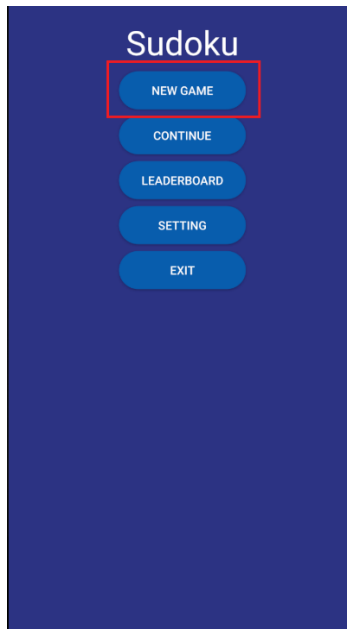 Sudoku
NEW GAME
CONTINUE
LEADERBOARD
SETTING
EXIT